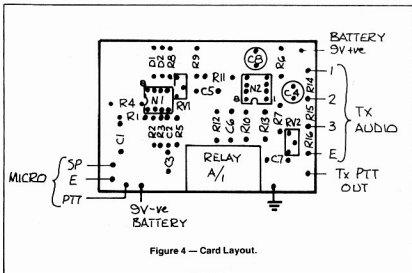 BATTERY
9V +ve
D1 D2 R8 R9 C8 R6
R11 N2 C5 C4
R4 N1 RV1 8 1
R1 R2 R3 R5
R12 C6 R10 R13 R7 RV2
C1 C3 C7
R14 R15 R16
1
2
3
E
TX
AUDIO
RELAY
A/1
TX PTT
OUT
MICRO
SP
E
PTT
9V -ve
BATTERY
Figure 4 — Card Layout.